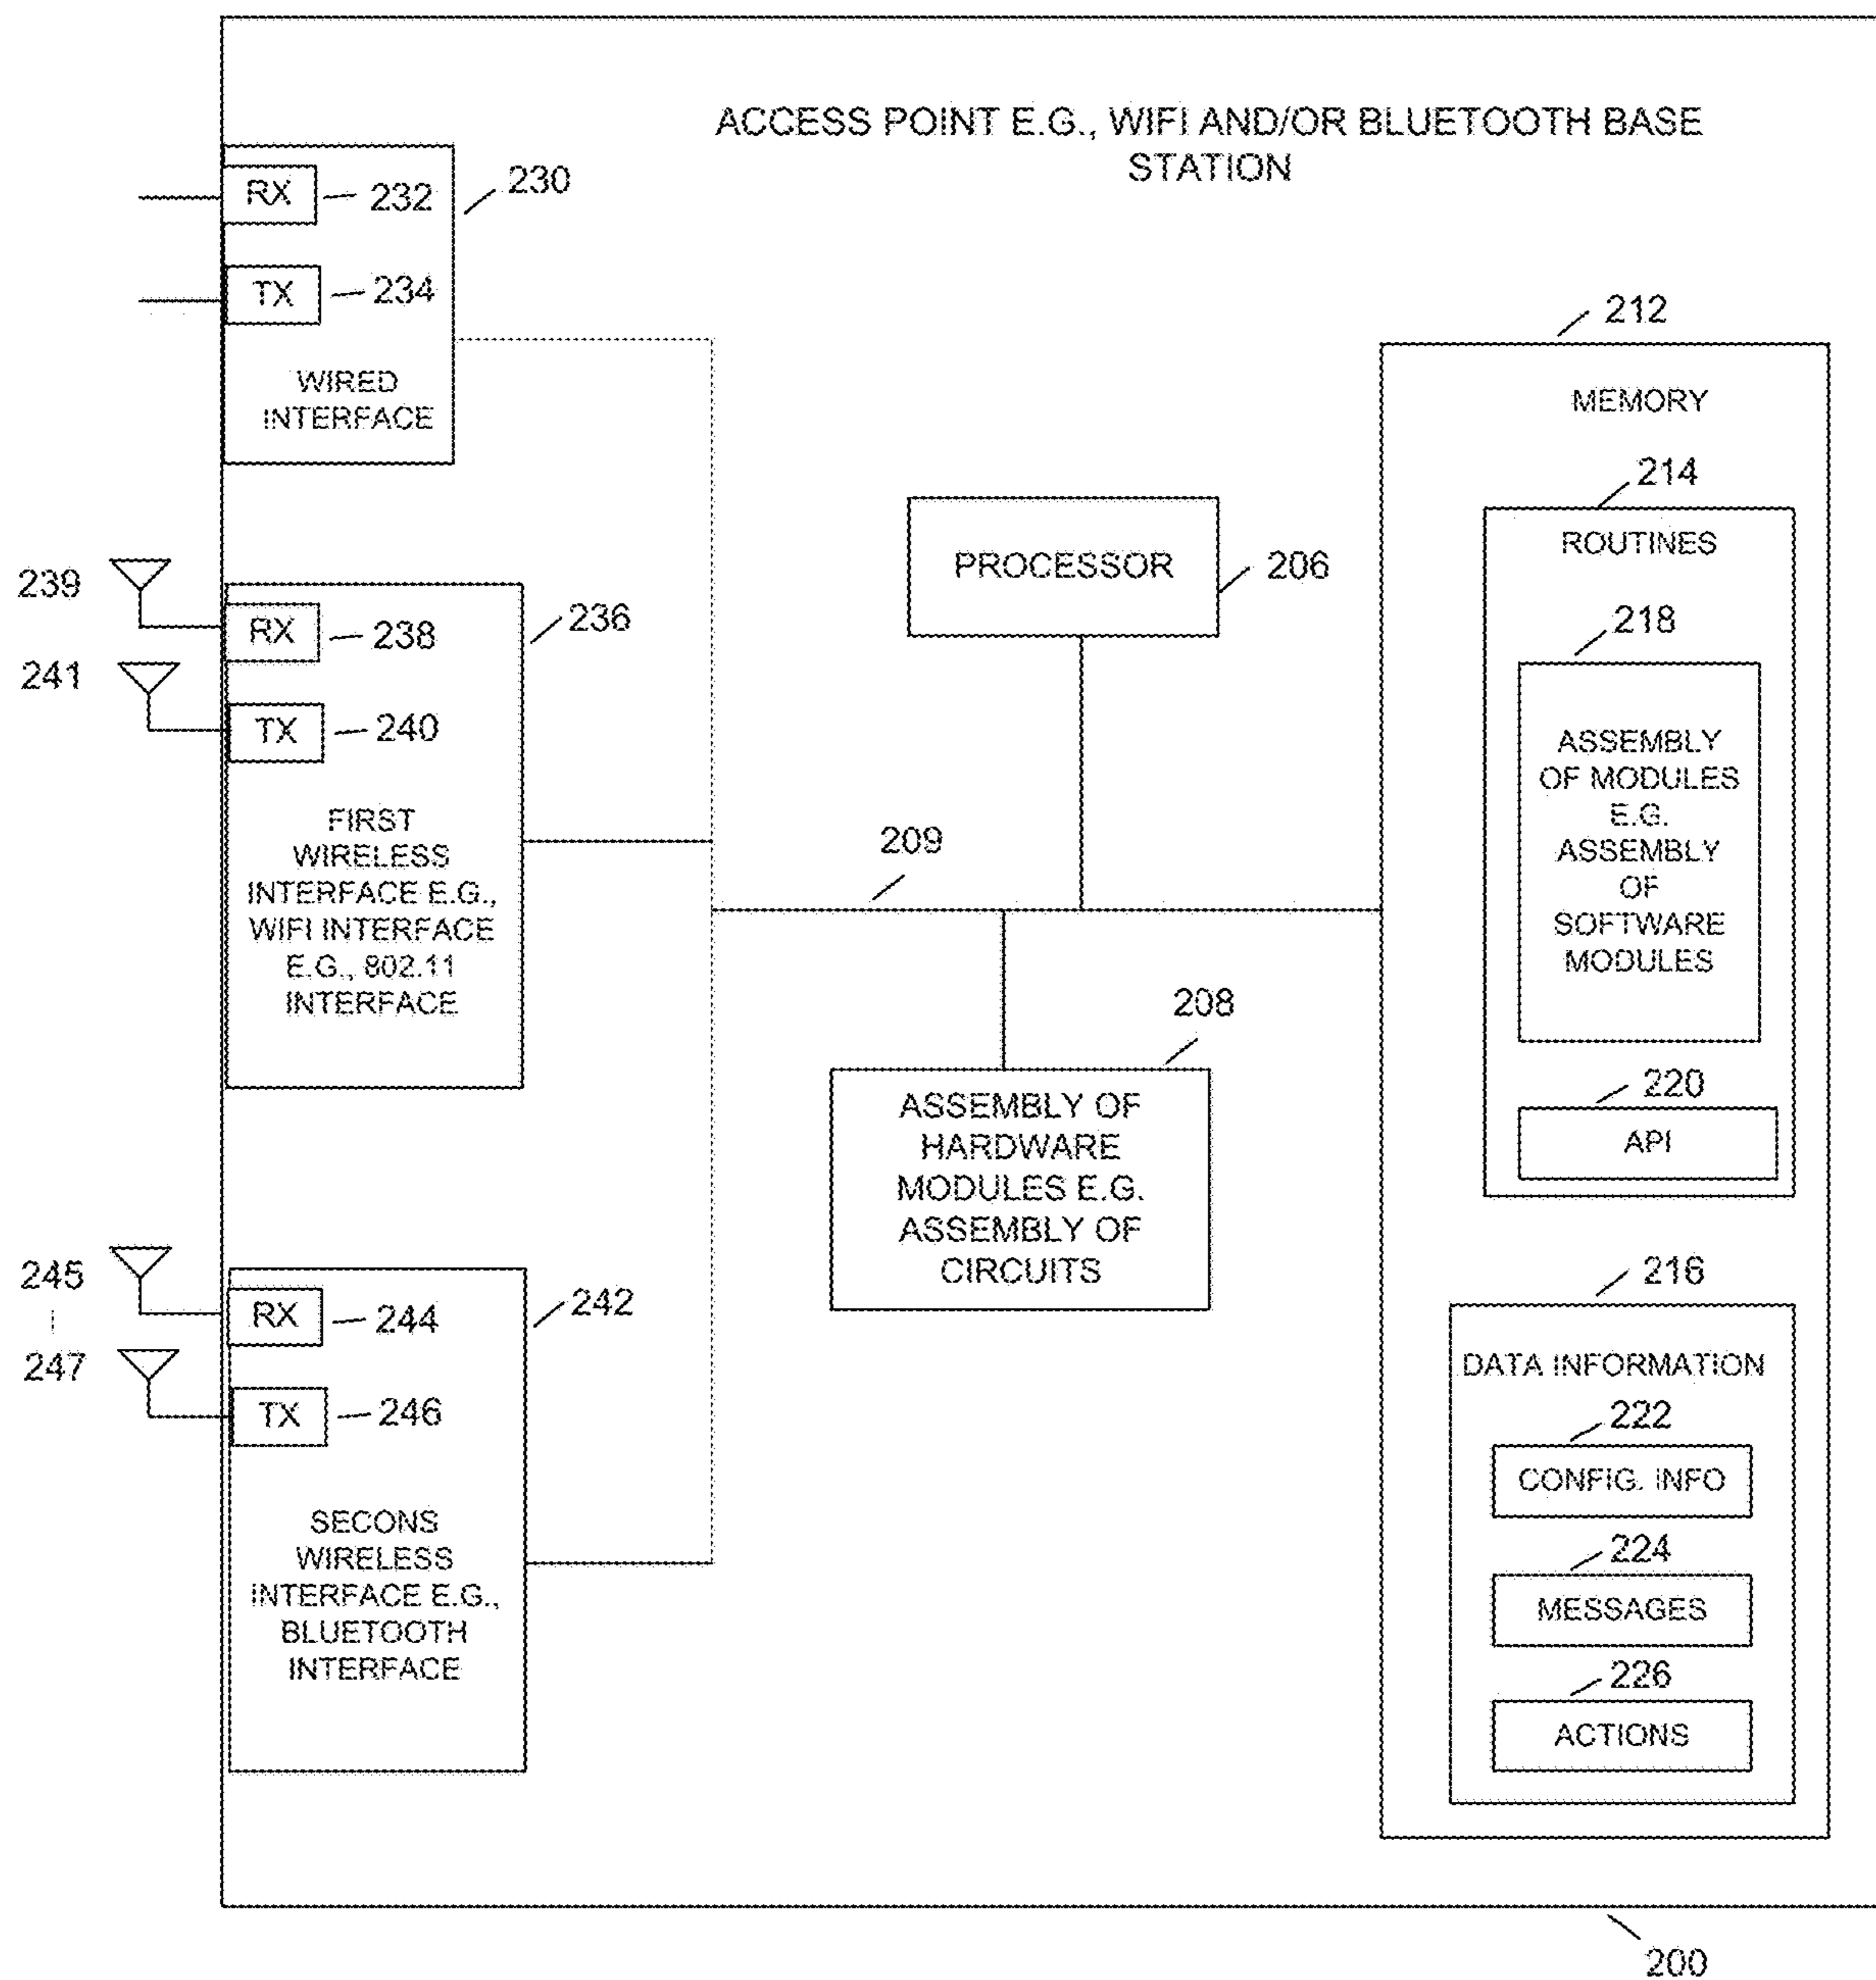 ACCESS POINT E.G., WIFI AND/OR BLUETOOTH BASE
STATION
RX
232
230
TX
234
WIRED
INTERFACE
239
RX
238
236
241
TX
240
FIRST
WIRELESS
INTERFACE E.G.,
WIFI INTERFACE
E.G., 802.11
INTERFACE
245
RX
244
242
247
TX
246
SECONS
WIRELESS
INTERFACE E.G.,
BLUETOOTH
INTERFACE
PROCESSOR
206
209
208
ASSEMBLY OF
HARDWARE
MODULES E.G.
ASSEMBLY OF
CIRCUITS
212
MEMORY
214
ROUTINES
218
ASSEMBLY
OF MODULES
E.G.
ASSEMBLY
OF
SOFTWARE
MODULES
220
API
216
DATA INFORMATION
222
CONFIG. INFO
224
MESSAGES
226
ACTIONS
200